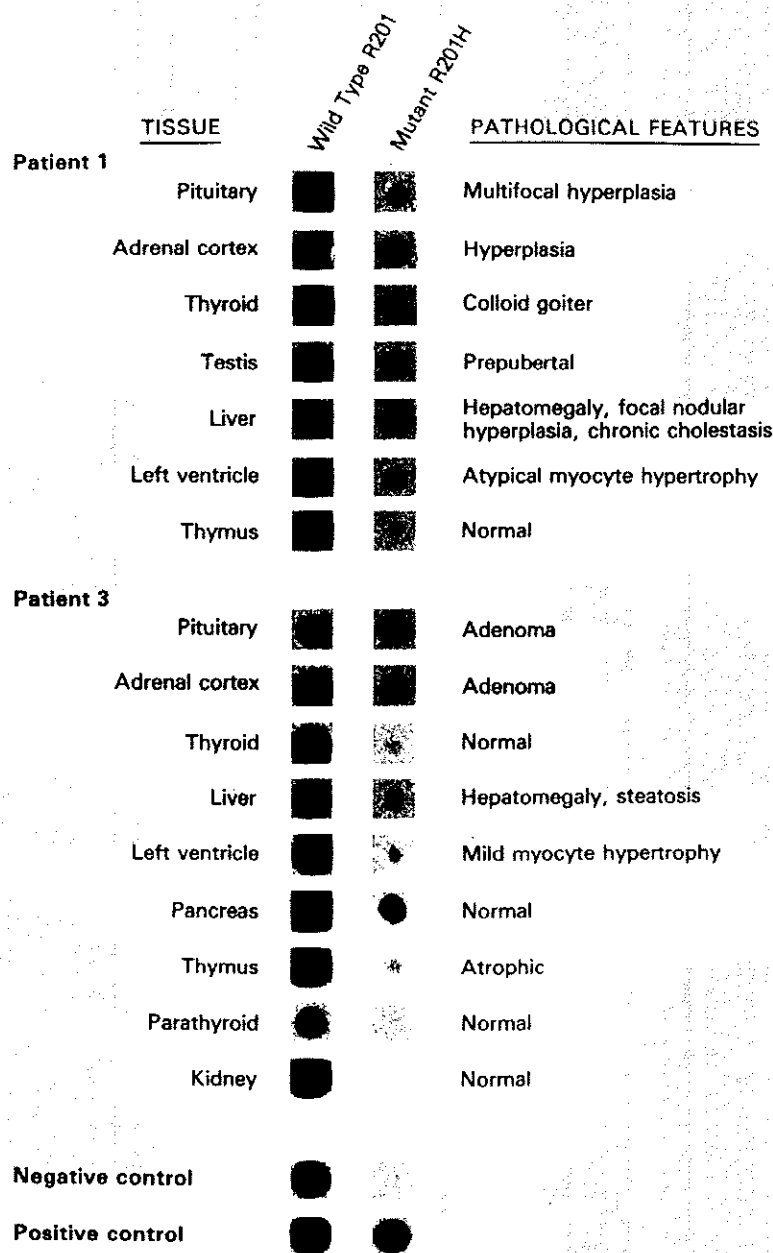 Wild Type R201
Mutant R201H
TISSUE
PATHOLOGICAL FEATURES
Patient 1
Pituitary Multifocal hyperplasia
Adrenal cortex Hyperplasia
Thyroid Colloid goiter
Testis Prepubertal
Liver Hepatomegaly, focal nodular
hyperplasia, chronic cholestasis
Left ventricle Atypical myocyte hypertrophy
Thymus Normal
Patient 3
Pituitary Adenoma
Adrenal cortex Adenoma
Thyroid Normal
Liver Hepatomegaly, steatosis
Left ventricle Mild myocyte hypertrophy
Pancreas Normal
Thymus Atrophic
Parathyroid Normal
Kidney Normal
Negative control
Positive control